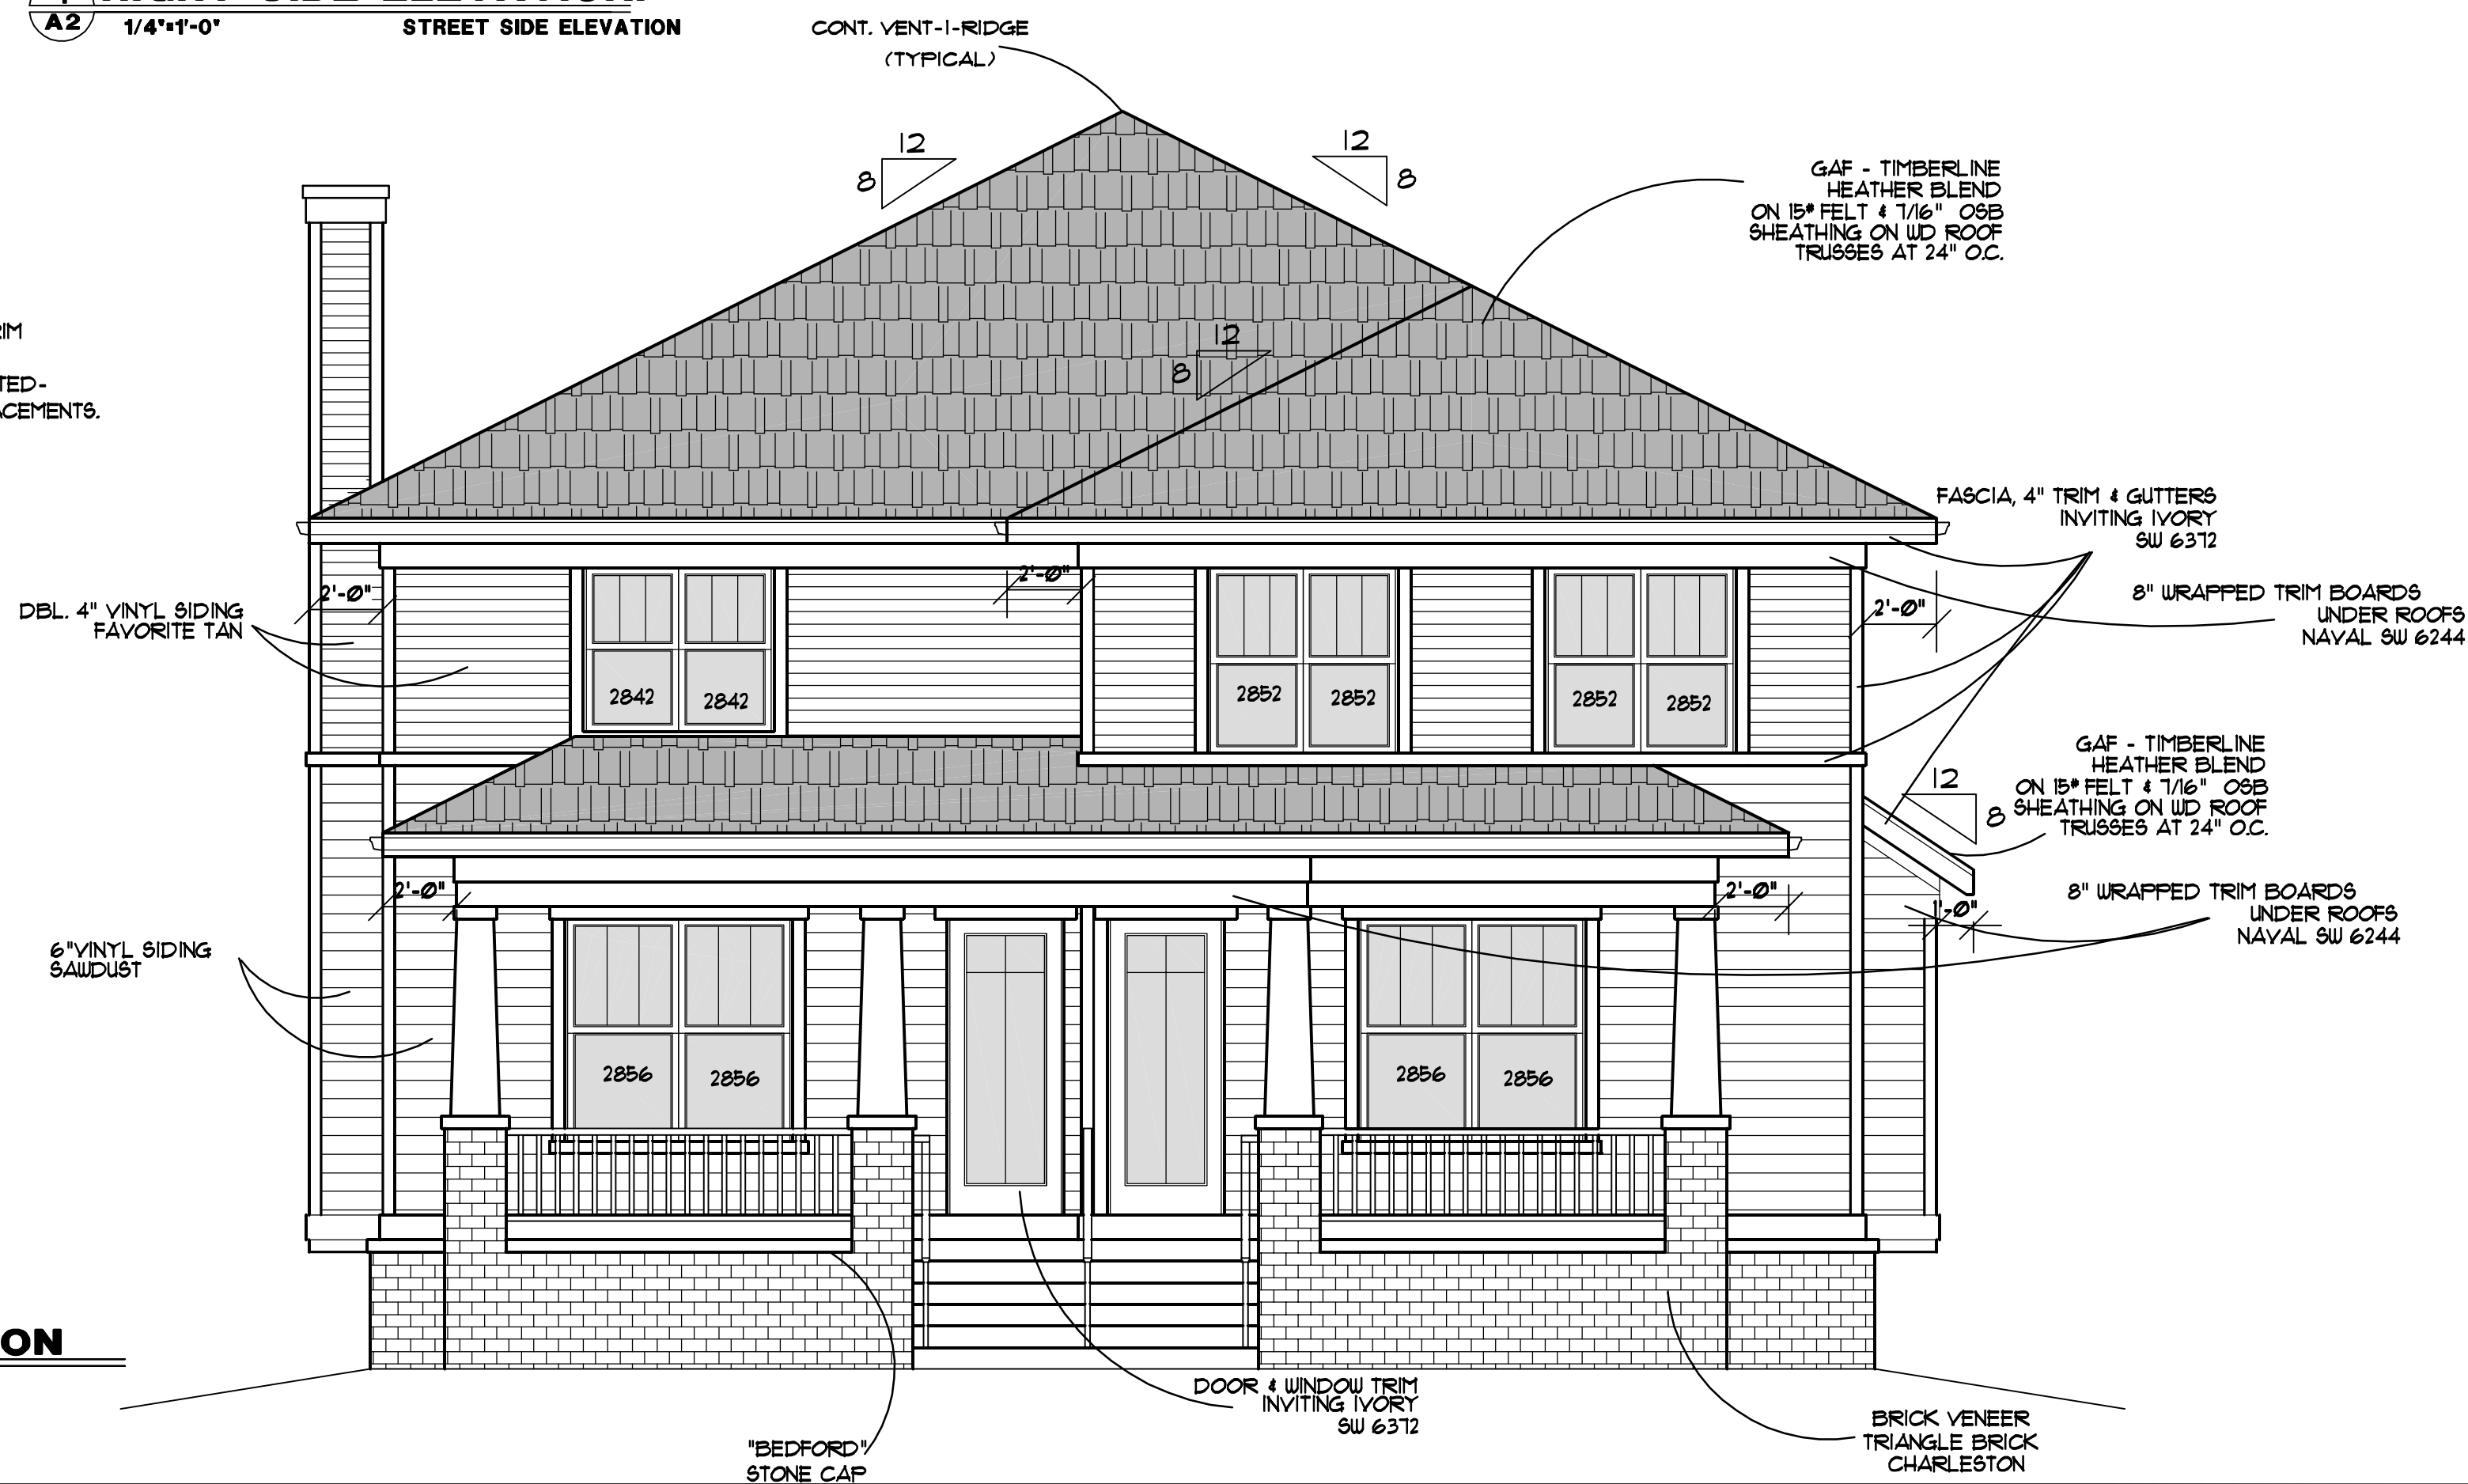 A2
1/4"=1'-0"
STREET SIDE ELEVATION
CONT. VENT-I-RIDGE
(TYPICAL)
12
8
12
8
GAF - TIMBERLINE
HEATHER BLEND
ON 15# FELT & 7/16" OSB
SHEATHING ON WD ROOF
TRUSSES AT 24" O.C.
12
8
RIM
TED-
ACEMENTS.
FASCIA, 4" TRIM & GUTTERS
INVITING IVORY
SW 6372
2'-0"
2'-0"
2'-0"
DBL. 4" VINYL SIDING
FAVORITE TAN
8" WRAPPED TRIM BOARDS
UNDER ROOFS
NAVAL SW 6244
2842
2842
2852
2852
2852
2852
GAF - TIMBERLINE
HEATHER BLEND
ON 15# FELT & 7/16" OSB
SHEATHING ON WD ROOF
TRUSSES AT 24" O.C.
12
8
2'-0"
2'-0"
1'-0"
8" WRAPPED TRIM BOARDS
UNDER ROOFS
NAVAL SW 6244
6"VINYL SIDING
SAWDUST
2856
2856
2856
2856
ON
DOOR & WINDOW TRIM
INVITING IVORY
SW 6372
"BEDFORD"
STONE CAP
BRICK VENEER
TRIANGLE BRICK
CHARLESTON